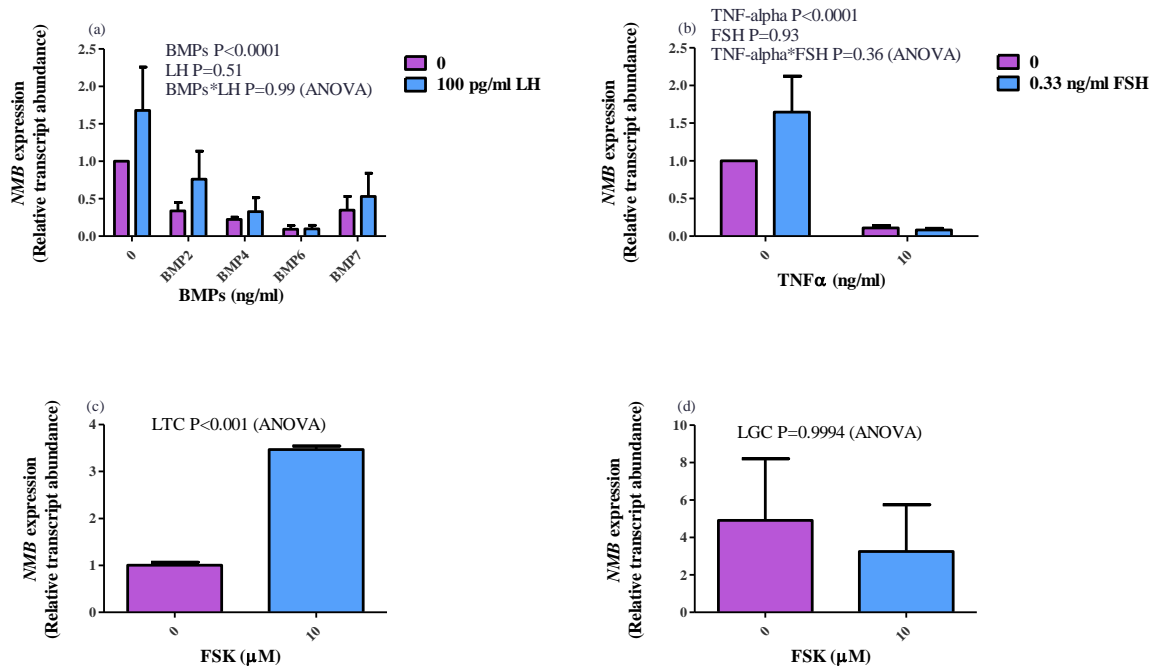 (a)
BMPs P<0.0001
LH P=0.51
BMPs*LH P=0.99 (ANOVA)
0
100 pg/ml LH
NMB expression
(Relative transcript abundance)
2.5
2.0
1.5
1.0
0.5
0.0
0
BMP2
BMP4
BMP6
BMP7
BMPs (ng/ml)
(b)
TNF-alpha P<0.0001
FSH P=0.93
TNF-alpha*FSH P=0.36 (ANOVA)
0
0.33 ng/ml FSH
NMB expression
(Relative transcript abundance)
2.5
2.0
1.5
1.0
0.5
0.0
0
10
TNFα (ng/ml)
(c)
LTC P<0.001 (ANOVA)
NMB expression
(Relative transcript abundance)
4
3
2
1
0
0
10
FSK (μM)
(d)
LGC P=0.9994 (ANOVA)
NMB expression
(Relative transcript abundance)
10
8
6
4
2
0
0
10
FSK (μM)